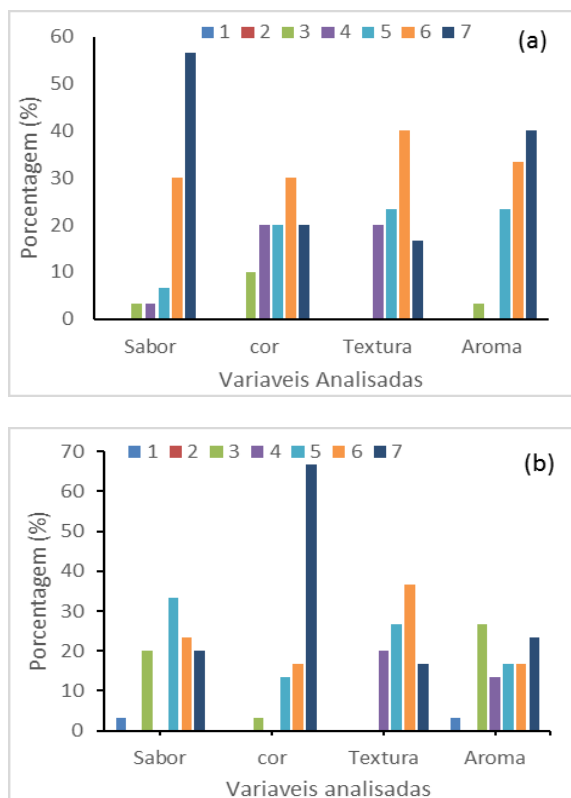 (a)
1 2 3 4 5 6 7
Porcentagem (%)
60
50
40
30
20
10
0
Sabor cor Textura Aroma
Variaveis Analisadas
(b)
1 2 3 4 5 6 7
Porcentagem (%)
70
60
50
40
30
20
10
0
Sabor cor Textura Aroma
Variaveis analisadas